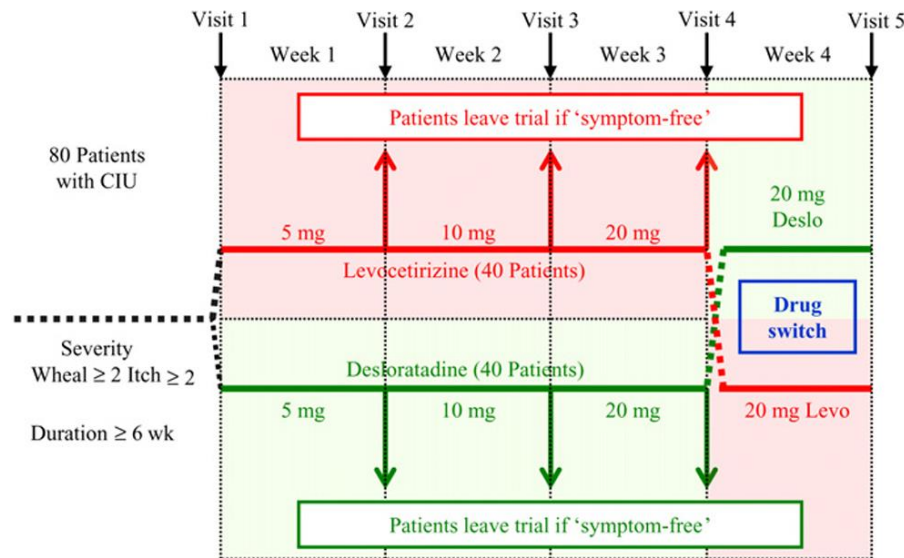 Visit 1
Visit 2
Visit 3
Visit 4
Visit 5
Week 1
Week 2
Week 3
Week 4
Patients leave trial if ‘symptom-free’
80 Patients
with CIU
5 mg
10 mg
20 mg
20 mg
Deslo
Levocetirizine (40 Patients)
Drug
switch
Severity
Wheal ≥ 2 Itch ≥ 2
Desloratadine (40 Patients)
5 mg
10 mg
20 mg
20 mg Levo
Duration ≥ 6 wk
Patients leave trial if ‘symptom-free’